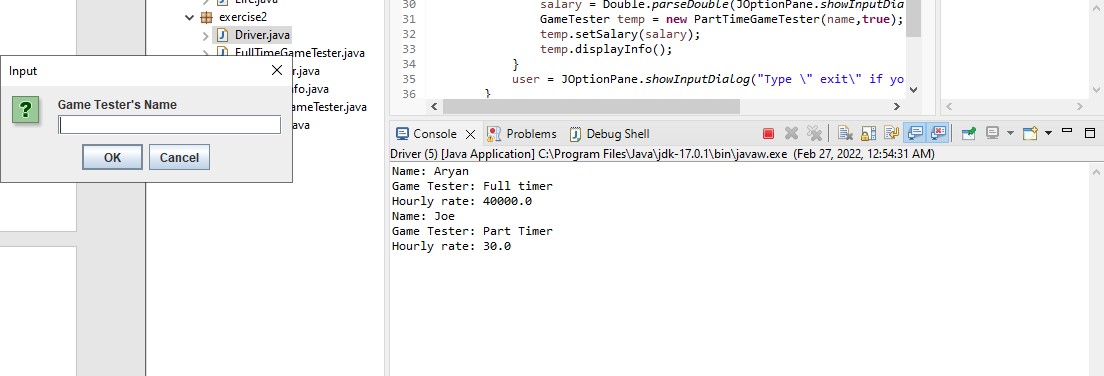 Life.java
exercise2
Driver.java
FullTimeGameTester.java
r.java
nfo.java
ameTester.java
ava
Input
Game Tester's Name
OK
Cancel
30 salary = Double.parseDouble(JOptionPane.showInputDia
31 GameTester temp = new PartTimeGameTester(name,true);
32 temp.setSalary(salary);
33 temp.displayInfo();
34 }
35 user = JOptionPane.showInputDialog("Type \" exit\" if yo
36 }
Console Problems Debug Shell
Driver (5) [Java Application] C:\Program Files\Java\jdk-17.0.1\bin\javaw.exe (Feb 27, 2022, 12:54:31 AM)
Name: Aryan
Game Tester: Full timer
Hourly rate: 40000.0
Name: Joe
Game Tester: Part Timer
Hourly rate: 30.0